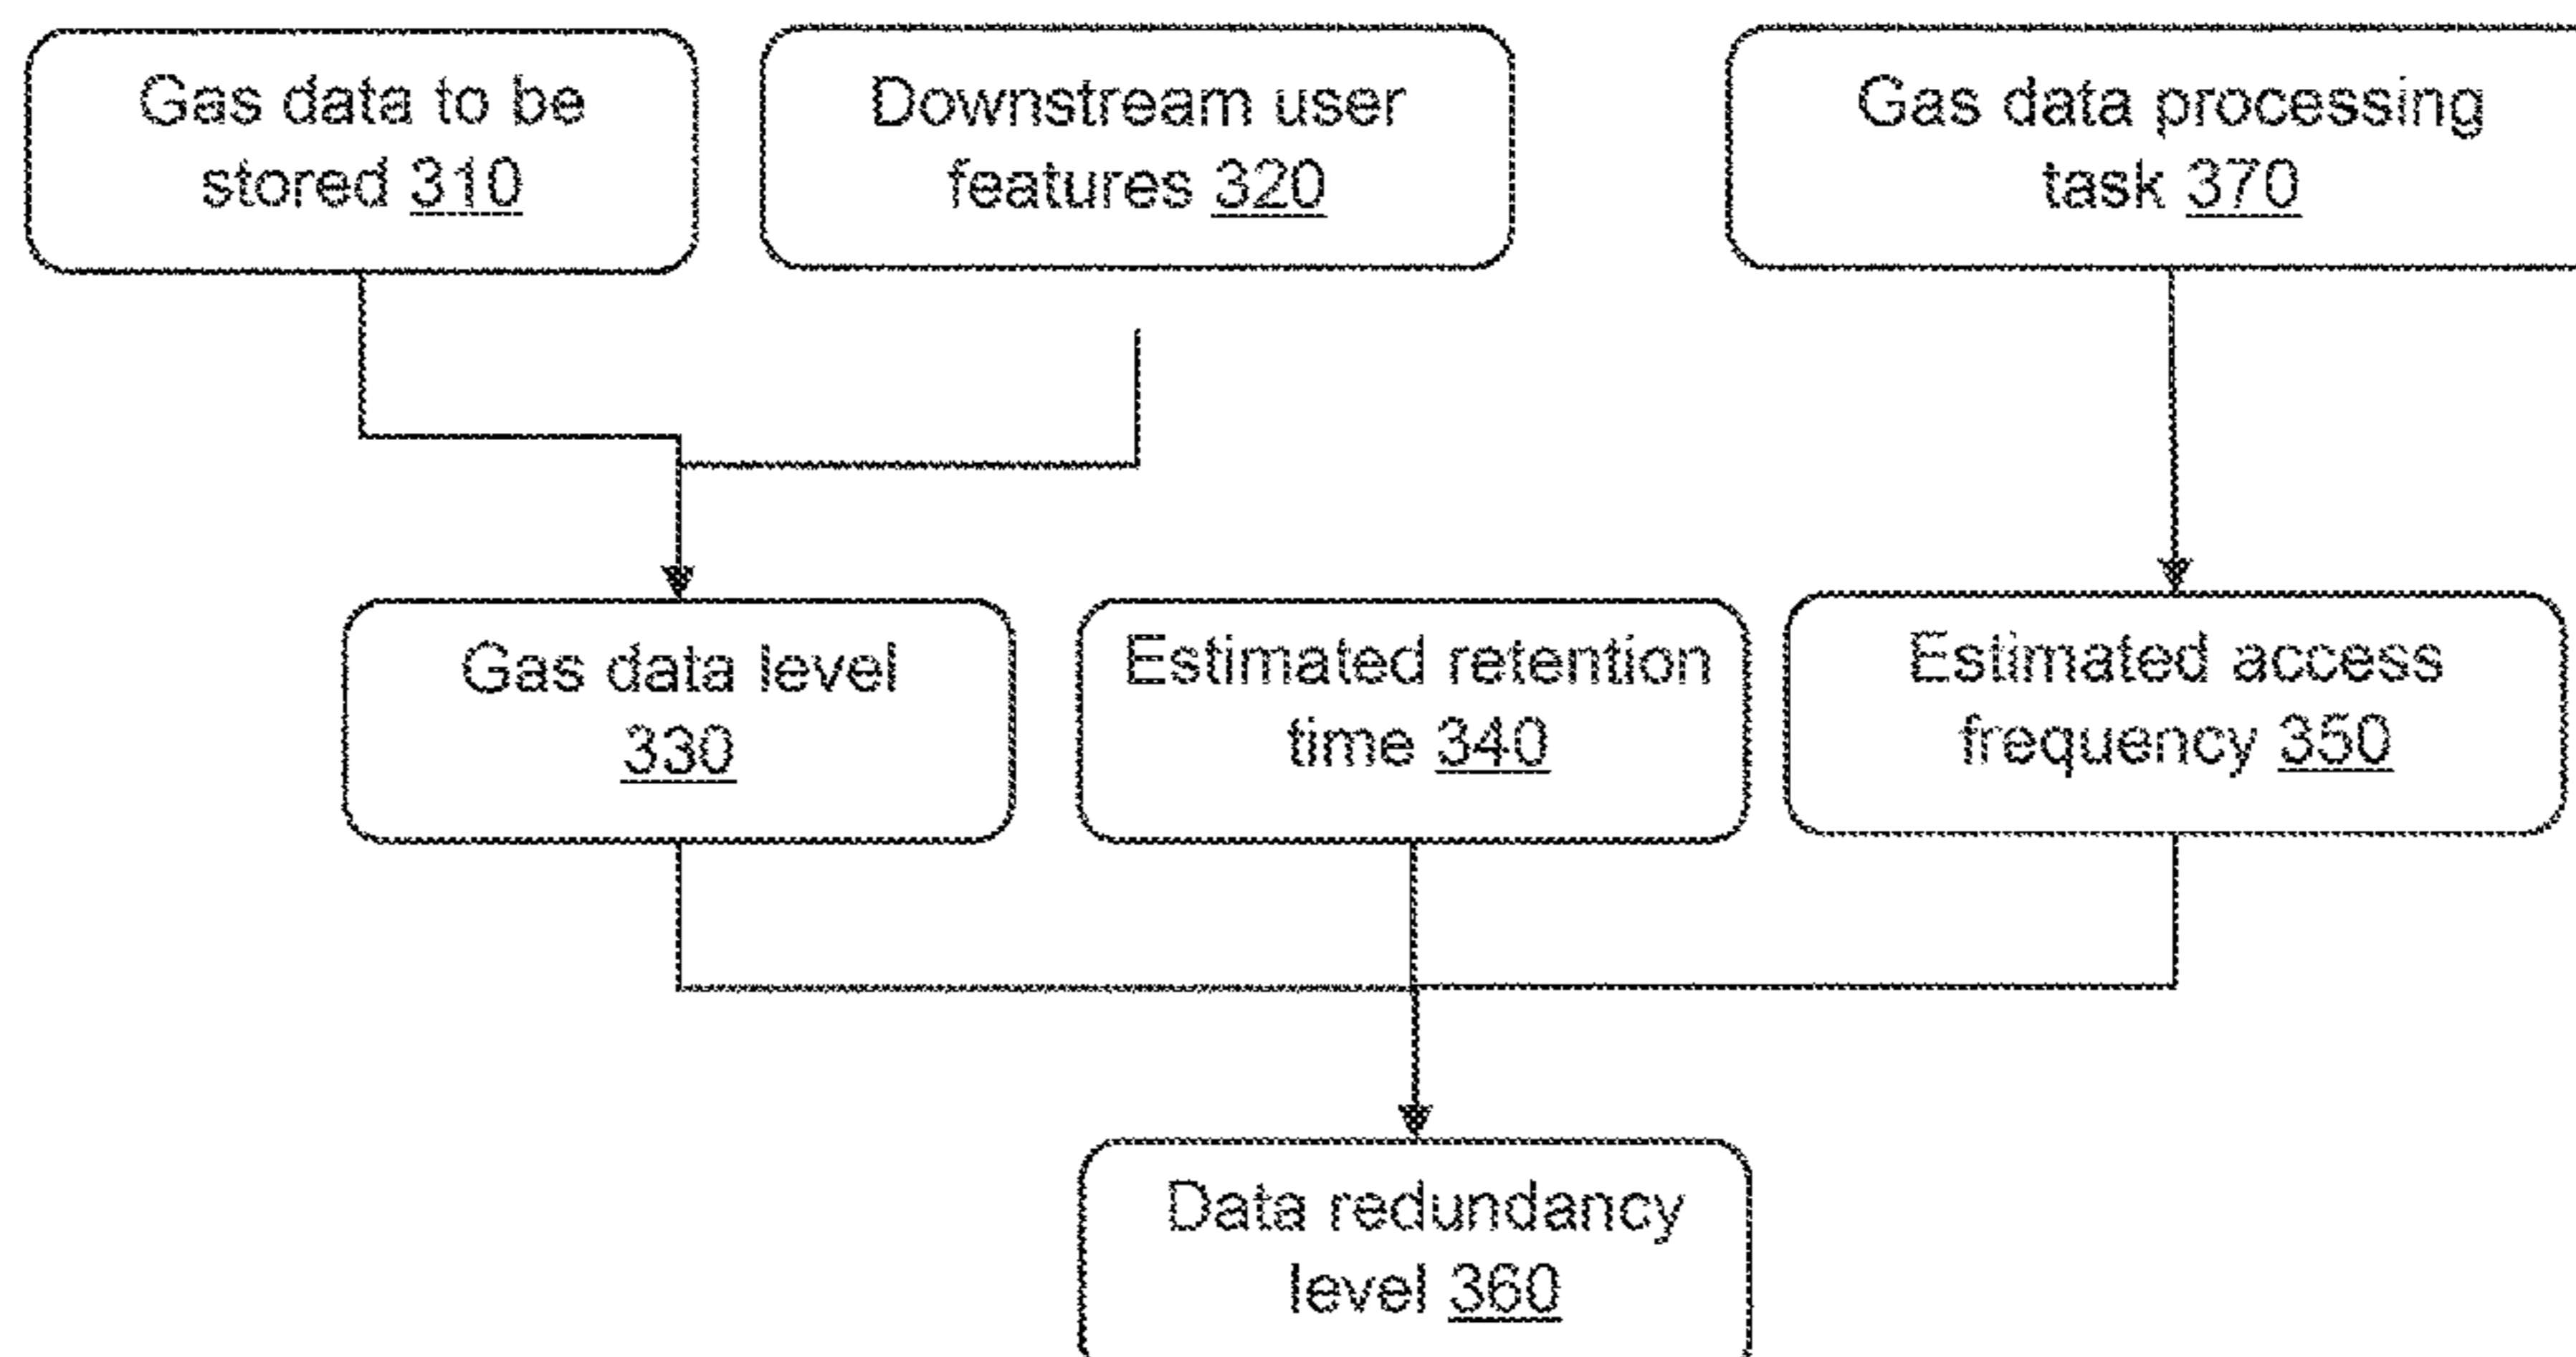 Gas data to be
stored 310
Downstream user
features 320
Gas data processing
task 370
Gas data level
330
Estimated retention
time 340
Estimated access
frequency 350
Data redundancy
level 360